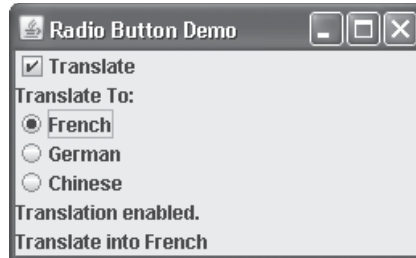 Radio Button Demo
Translate
Translate To:
French
German
Chinese
Translation enabled.
Translate into French